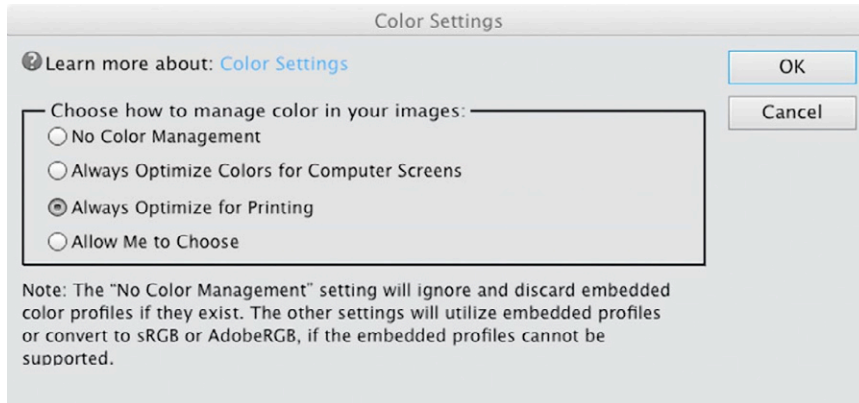 Color Settings
Learn more about: Color Settings
OK
Choose how to manage color in your images:
Cancel
No Color Management
Always Optimize Colors for Computer Screens
Always Optimize for Printing
Allow Me to Choose
Note: The “No Color Management” setting will ignore and discard embedded
color profiles if they exist. The other settings will utilize embedded profiles
or convert to sRGB or AdobeRGB, if the embedded profiles cannot be
supported.